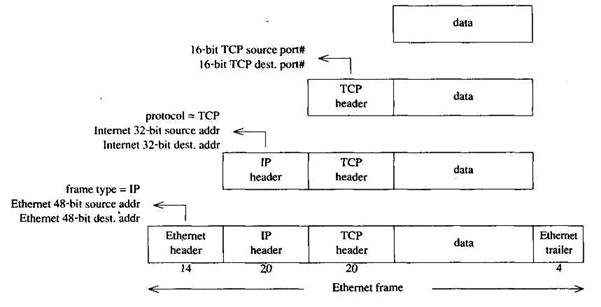 data
16-bit TCP source port#
16-bit TCP dest. port#
TCP
header
data
protocol = TCP
Internet 32-bit source addr
Internet 32-bit dest. addr
IP
header
TCP
header
data
frame type = IP
Ethernet 48-bit source addr
Ethernet 48-bit dest. addr
Ethernet
header
IP
header
TCP
header
data
Ethernet
trailer
14
20
20
4
Ethernet frame